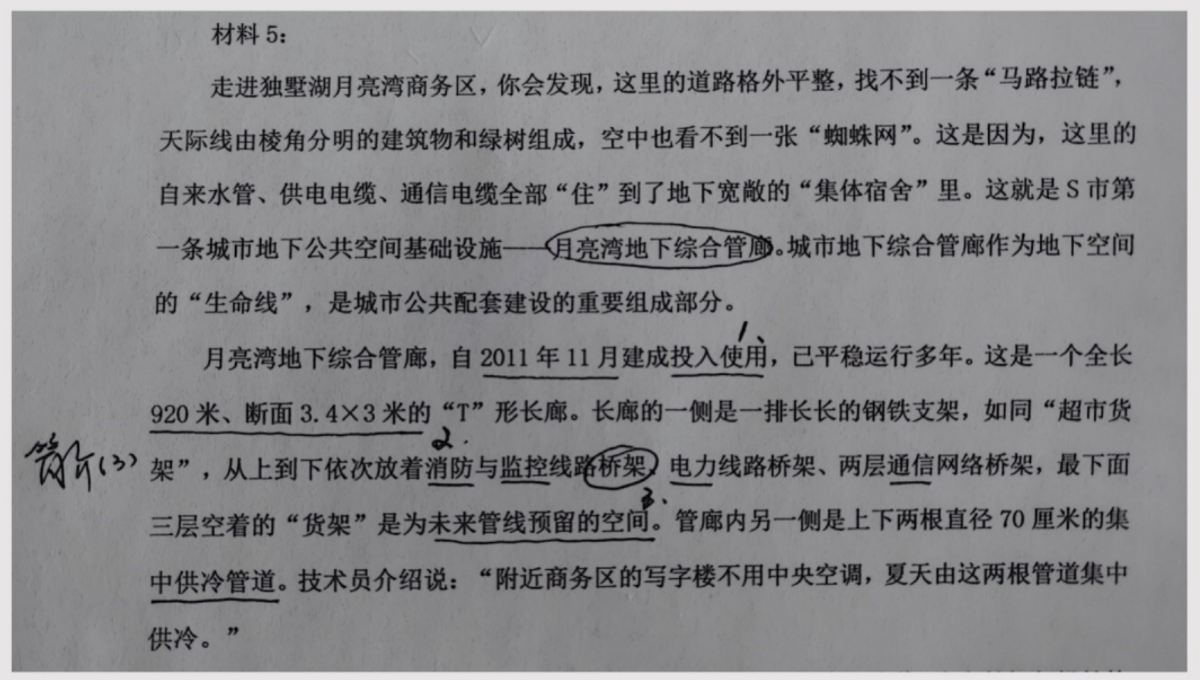 材料5：
走进独墅湖月亮湾商务区，你会发现，这里的道路格外平整，找不到一条“马路拉链”，
天际线由棱角分明的建筑物和绿树组成，空中也看不到一张“蜘蛛网”。这是因为，这里的
自来水管、供电电缆、通信电缆全部“住”到了地下宽敞的“集体宿舍”里。这就是S市第
一条城市地下公共空间基础设施——月亮湾地下综合管廊。城市地下综合管廊作为地下空间
的“生命线”，是城市公共配套建设的重要组成部分。
1、
月亮湾地下综合管廊，自2011年11月建成投入使用，已平稳运行多年。这是一个全长
920米、断面3.4×3米的“T”形长廊。长廊的一侧是一排长长的钢铁支架，如同“超市货
2.
简介(3)
架”，从上到下依次放着消防与监控线路桥架、电力线路桥架、两层通信网络桥架，最下面
3、
三层空着的“货架”是为未来管线预留的空间。管廊内另一侧是上下两根直径70厘米的集
中供冷管道。技术员介绍说：“附近商务区的写字楼不用中央空调，夏天由这两根管道集中
供冷。”